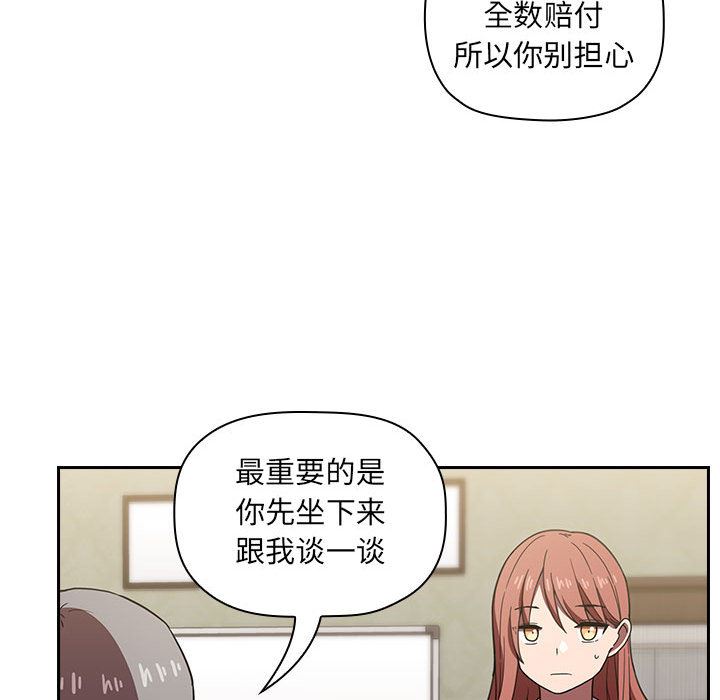 全数赔付
所以你别担心
最重要的是
你先坐下来
跟我谈一谈